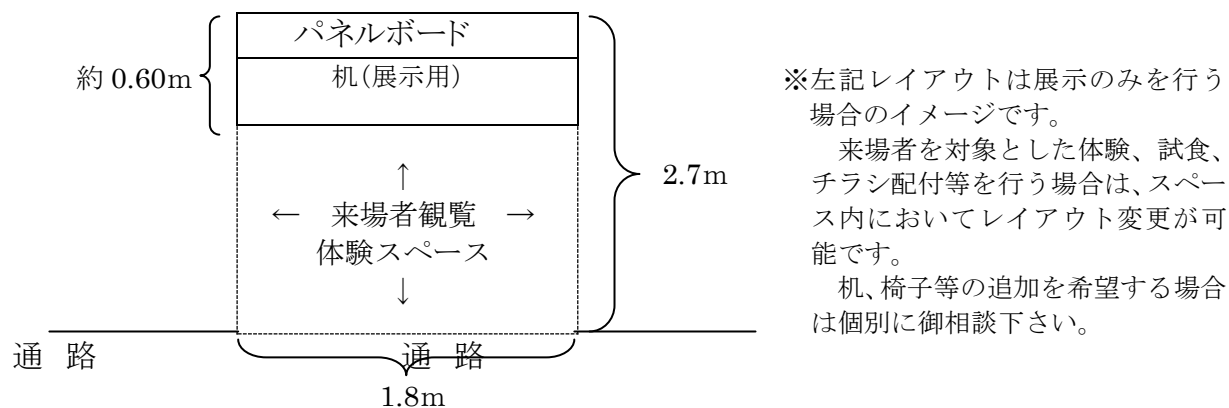 パネルボード
約 0.60m
机(展示用)
2.7m
↑
← 来場者観覧 →
体験スペース
↓
通 路
通 路
1.8m
※左記レイアウトは展示のみを行う
場合のイメージです。
来場者を対象とした体験、試食、
チラシ配付等を行う場合は、スペー
ス内においてレイアウト変更が可
能です。
机、椅子等の追加を希望する場合
は個別に御相談下さい。